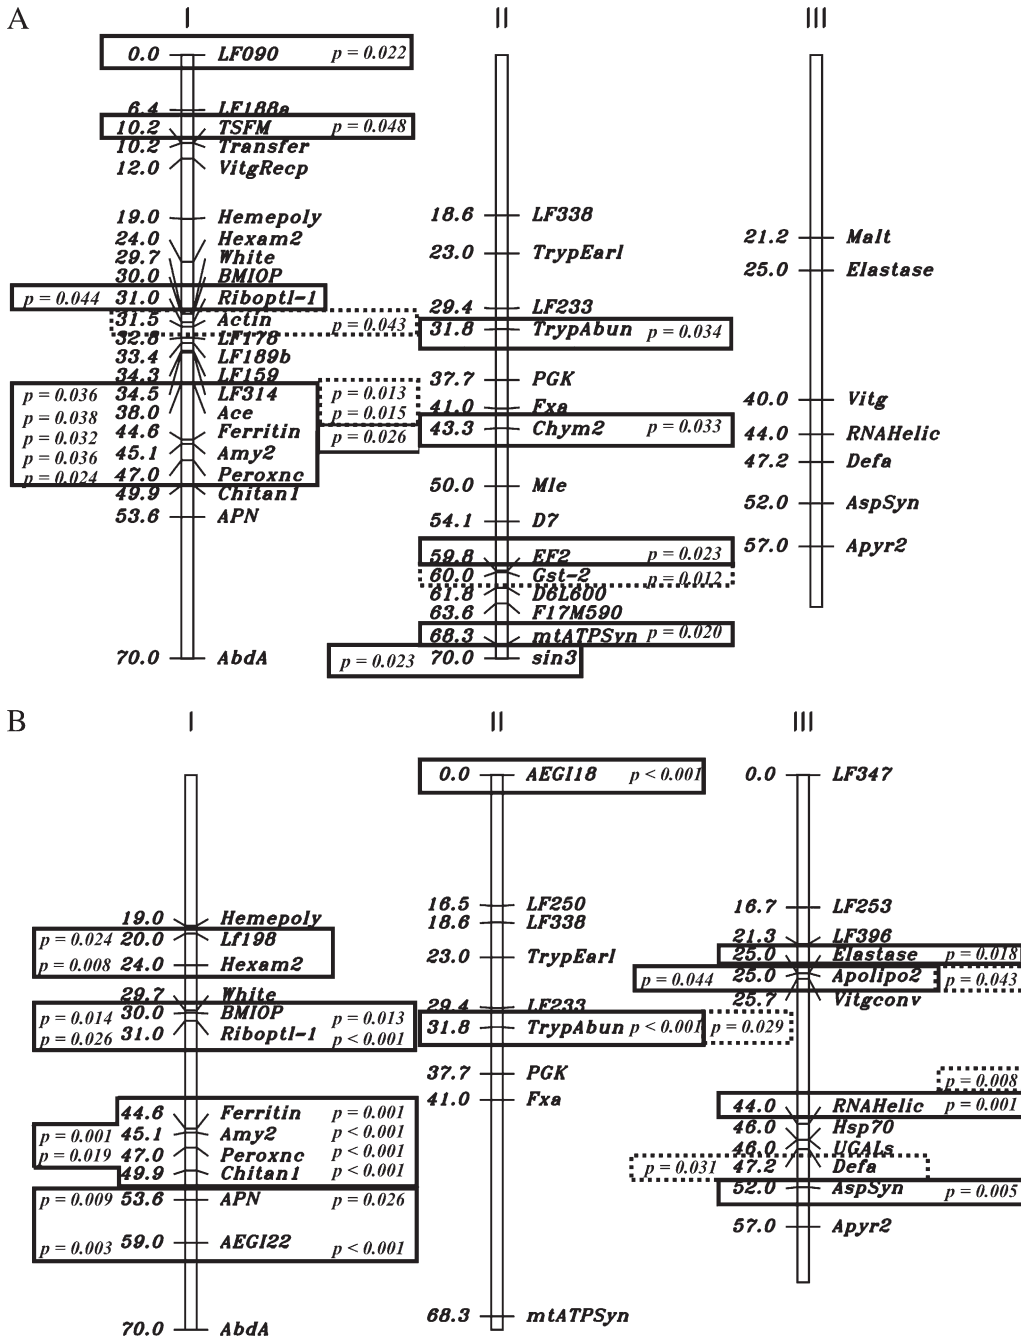 A
I
II
III
0.0 LF090 p = 0.022
6.4 LF188a
10.2 TSFM p = 0.048
10.2 Transfer
12.0 VitgRecp
19.0 Hemepoly
24.0 Hexam2
29.7 White
30.0 BMIOP
p = 0.044 31.0 Riboptl-1
31.5 Actin p = 0.043
32.8 LF178
33.4 LF189b
34.3 LF159
p = 0.036 34.5 LF314 p = 0.013
p = 0.038 38.0 Ace p = 0.015
p = 0.032 44.6 Ferritin p = 0.026
p = 0.036 45.1 Amy2
p = 0.024 47.0 Peroxnc
49.9 Chitan1
53.6 APN
70.0 AbdA
18.6 LF338
23.0 TrypEarl
29.4 LF233
31.8 TrypAbun p = 0.034
37.7 PGK
41.0 Fxa
43.3 Chym2 p = 0.033
50.0 Mle
54.1 D7
59.8 EF2 p = 0.023
60.0 Gst-2 p = 0.012
61.8 D6L600
63.6 F17M590
68.3 mtATPSyn p = 0.020
p = 0.023 70.0 sin3
21.2 Malt
25.0 Elastase
40.0 Vitg
44.0 RNAHelic
47.2 Defa
52.0 AspSyn
57.0 Apyr2
B
I
II
III
19.0 Hemepoly
p = 0.024 20.0 Lf198
p = 0.008 24.0 Hexam2
29.7 White
p = 0.014 30.0 BMIOP p = 0.013
p = 0.026 31.0 Riboptl-1 p < 0.001
44.6 Ferritin p = 0.001
p = 0.001 45.1 Amy2 p < 0.001
p = 0.019 47.0 Peroxnc p < 0.001
49.9 Chitan1 p < 0.001
p = 0.009 53.6 APN p = 0.026
p = 0.003 59.0 AEGI22 p < 0.001
70.0 AbdA
0.0 AEGI18 p < 0.001
16.5 LF250
18.6 LF338
23.0 TrypEarl
29.4 LF233
31.8 TrypAbun p < 0.001 p = 0.029
37.7 PGK
41.0 Fxa
68.3 mtATPSyn
0.0 LF347
16.7 LF253
21.3 LF396
25.0 Elastase p = 0.018
p = 0.044 25.0 Apolipo2 p = 0.043
25.7 Vitgconv
p = 0.008
44.0 RNAHelic p = 0.001
46.0 Hsp70
46.0 UGALs
p = 0.031 47.2 Defa
52.0 AspSyn p = 0.005
57.0 Apyr2